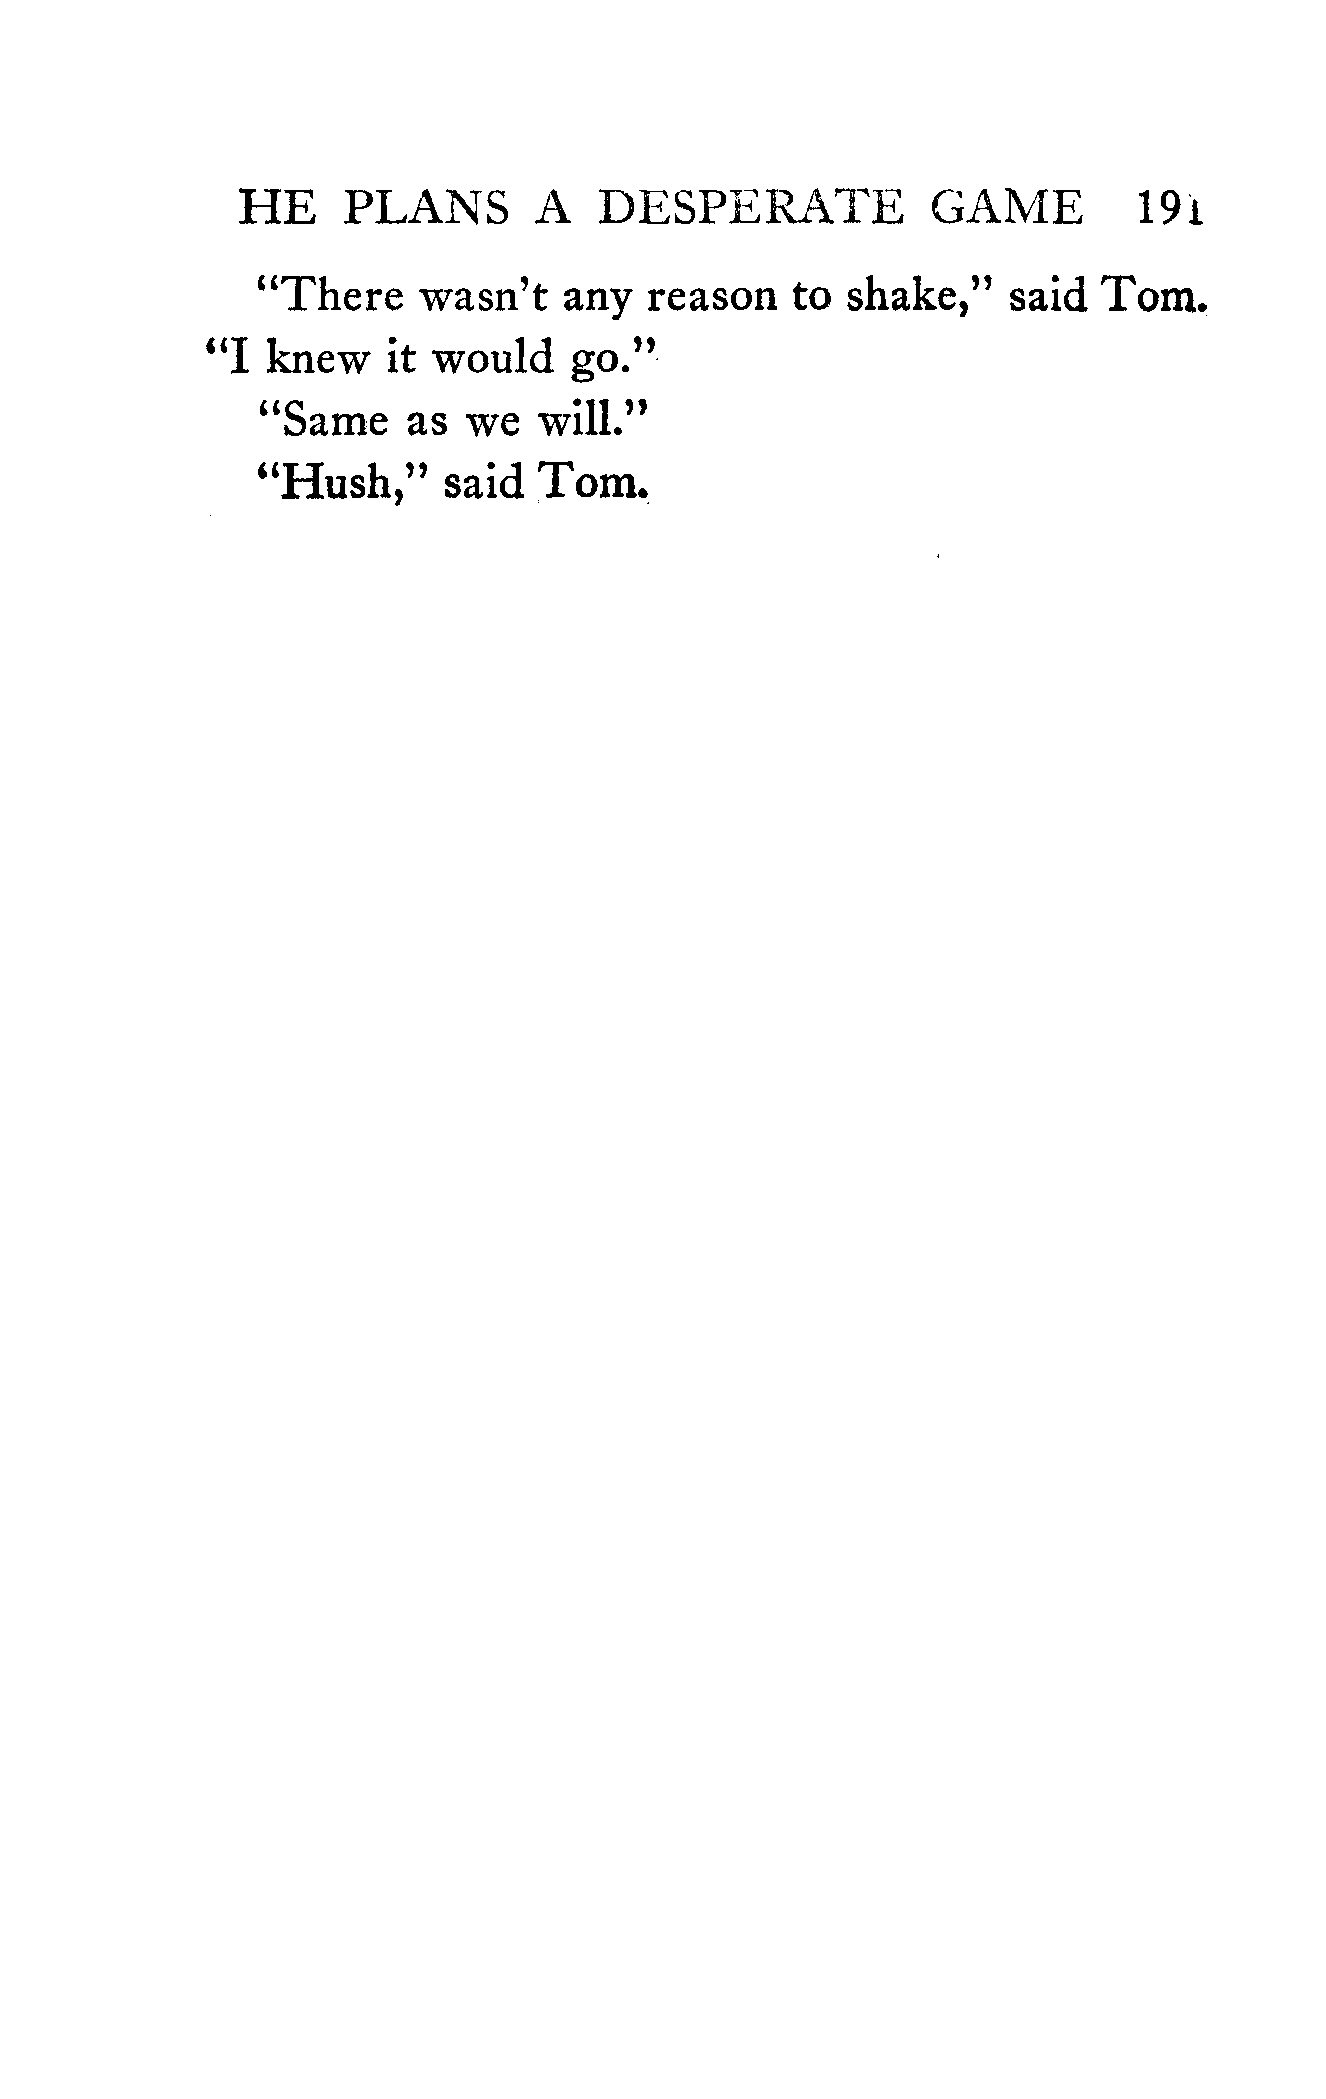 HE PLANS A DESPERATE GAME 191
“There wasn’t any reason to shake,” said Tom.
“I knew it would go.”
“Same as we will.”
“Hush,” said Tom.